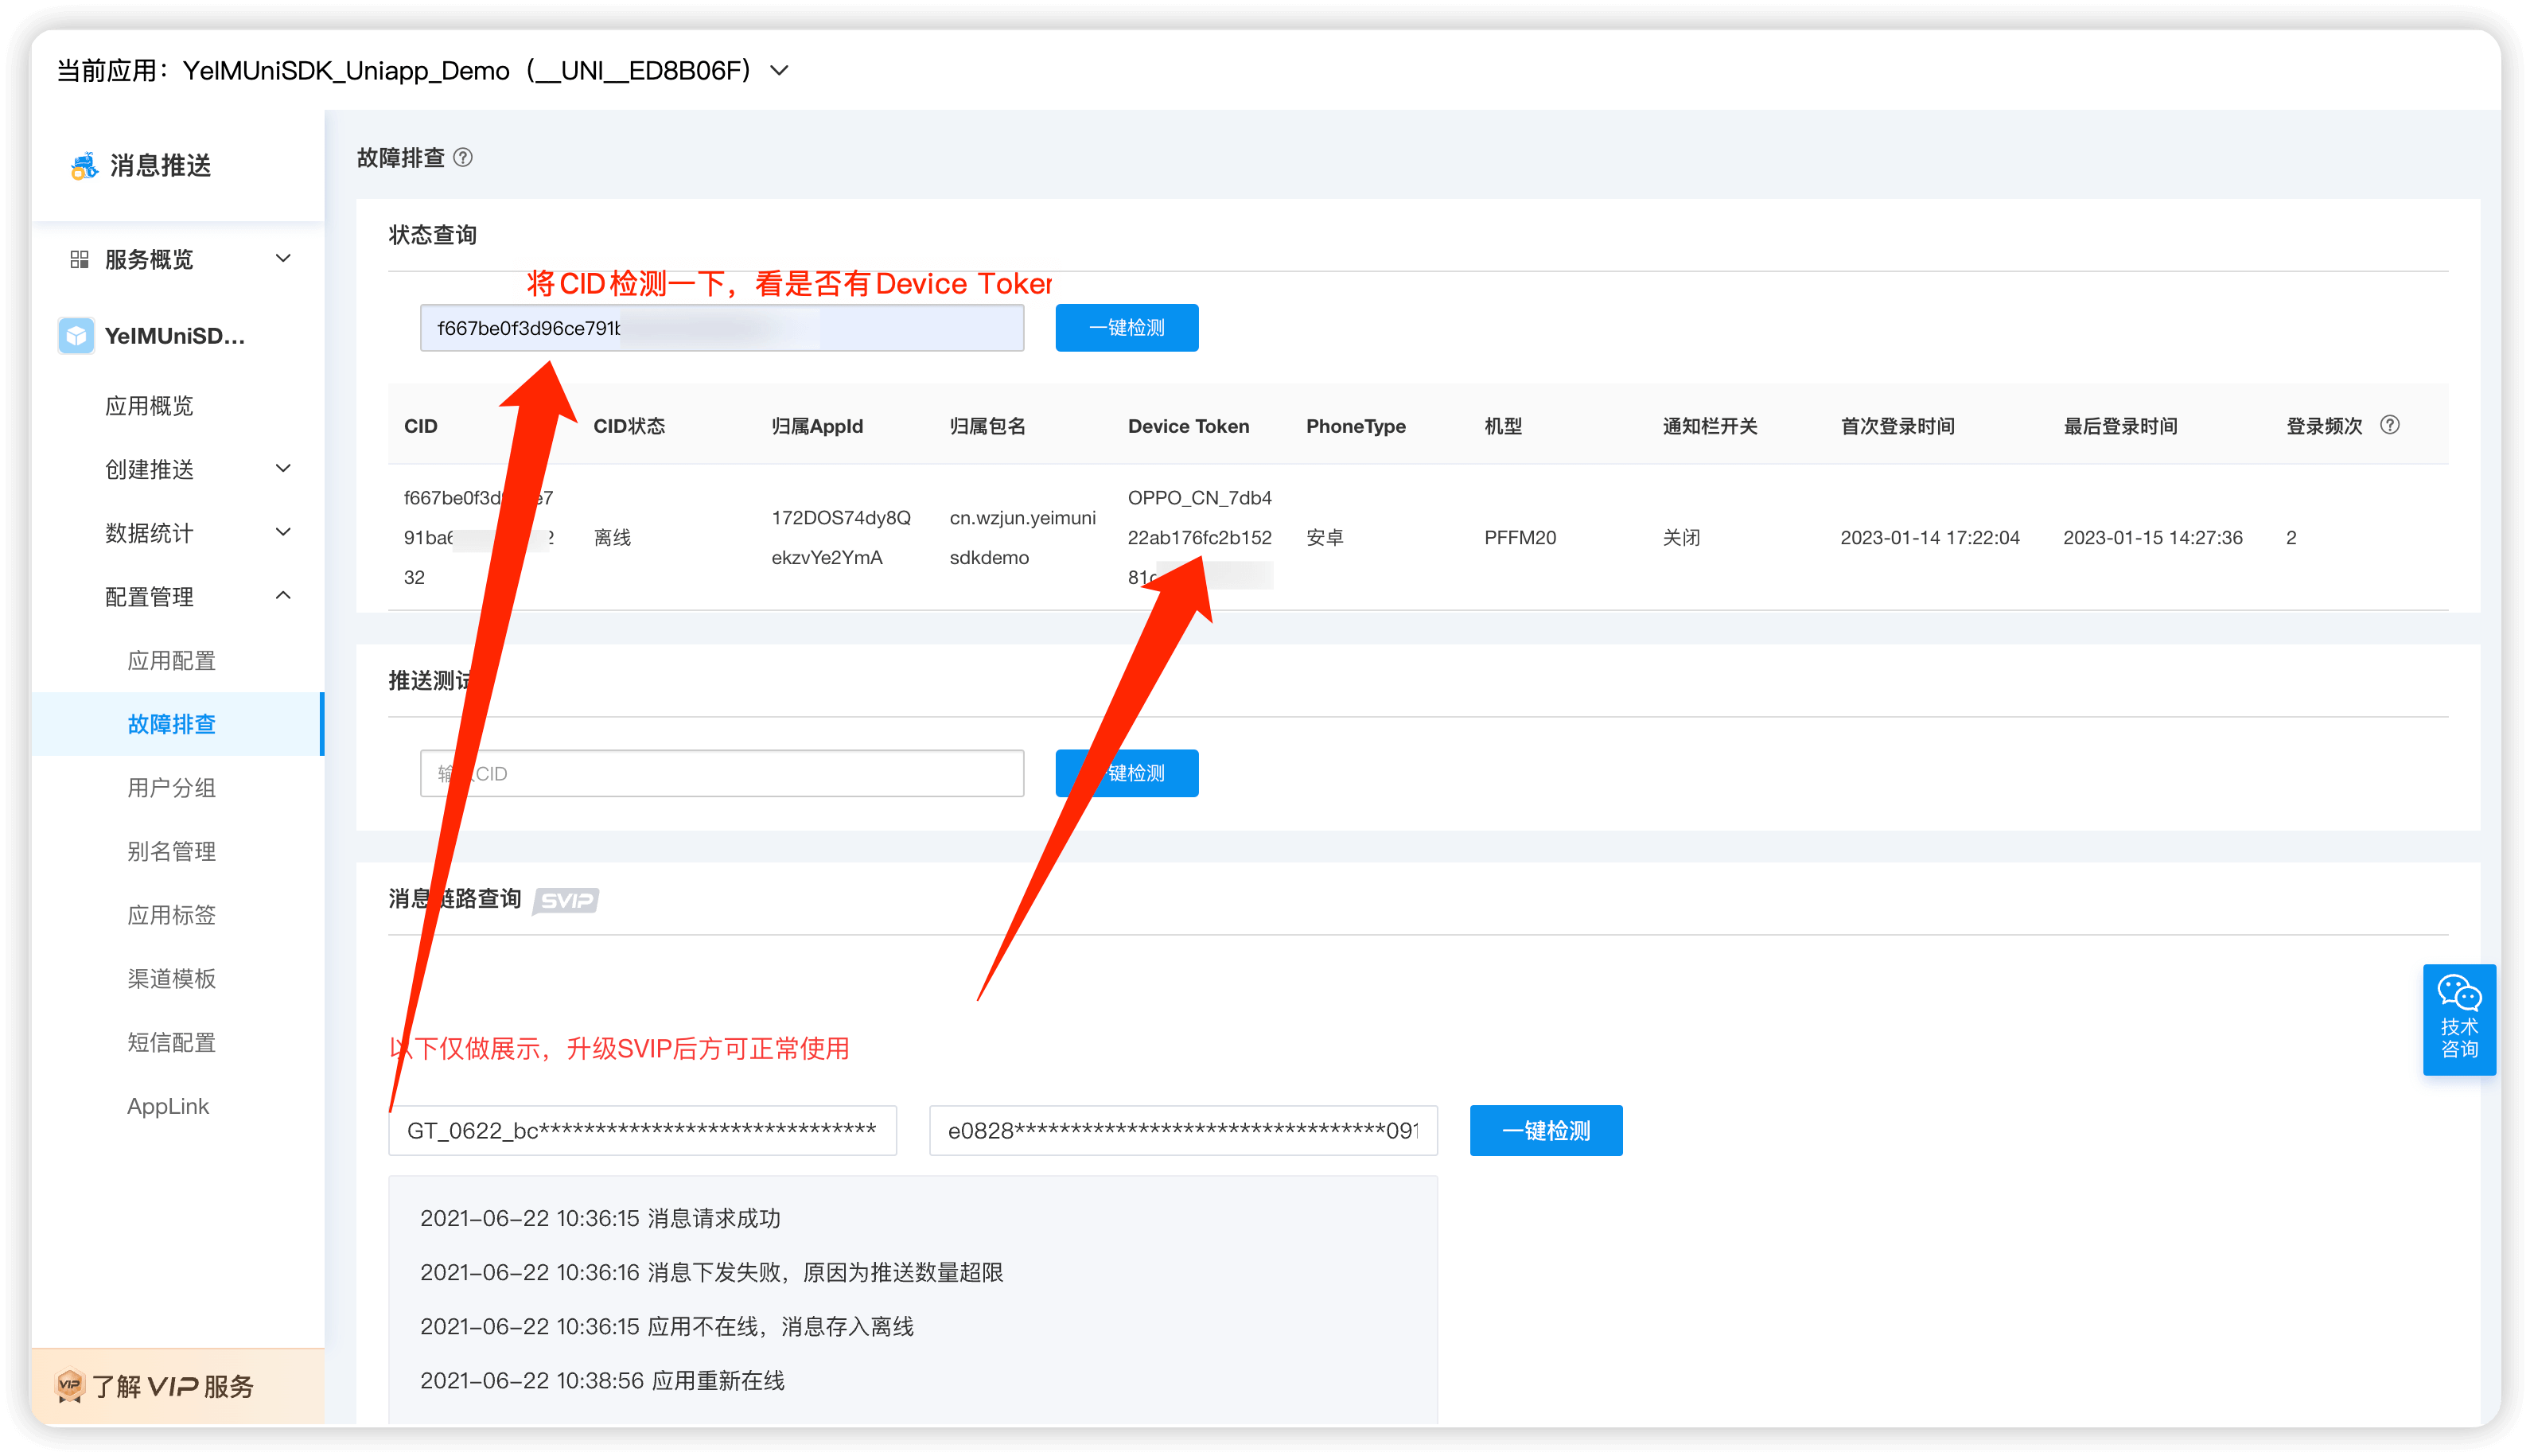 当前应用：YeIMUniSDK_Uniapp_Demo（__UNI__ED8B06F）
消息推送
服务概览
YeIMUniSD...
应用概览
创建推送
数据统计
配置管理
应用配置
故障排查
用户分组
别名管理
应用标签
渠道模板
短信配置
AppLink
了解 VIP 服务
故障排查
状态查询
将CID检测一下，看是否有Device Token
f667be0f3d96ce791b
一键检测
CID CID状态 归属AppId 归属包名 Device Token PhoneType 机型 通知栏开关 首次登录时间 最后登录时间 登录频次
f667be0f3d e7
91ba 2
32
离线
172DOS74dy8Q
ekzvYe2YmA
cn.wzjun.yeimuni
sdkdemo
OPPO_CN_7db4
22ab176fc2b152
81
安卓
PFFM20
关闭
2023-01-14 17:22:04
2023-01-15 14:27:36
2
推送测试
输入CID
一键检测
消息链路查询 SVIP
以下仅做展示，升级SVIP后方可正常使用
GT_0622_bc******************************
e0828*********************************091
一键检测
2021-06-22 10:36:15 消息请求成功
2021-06-22 10:36:16 消息下发失败，原因为推送数量超限
2021-06-22 10:36:15 应用不在线，消息存入离线
2021-06-22 10:38:56 应用重新在线
技术
咨询